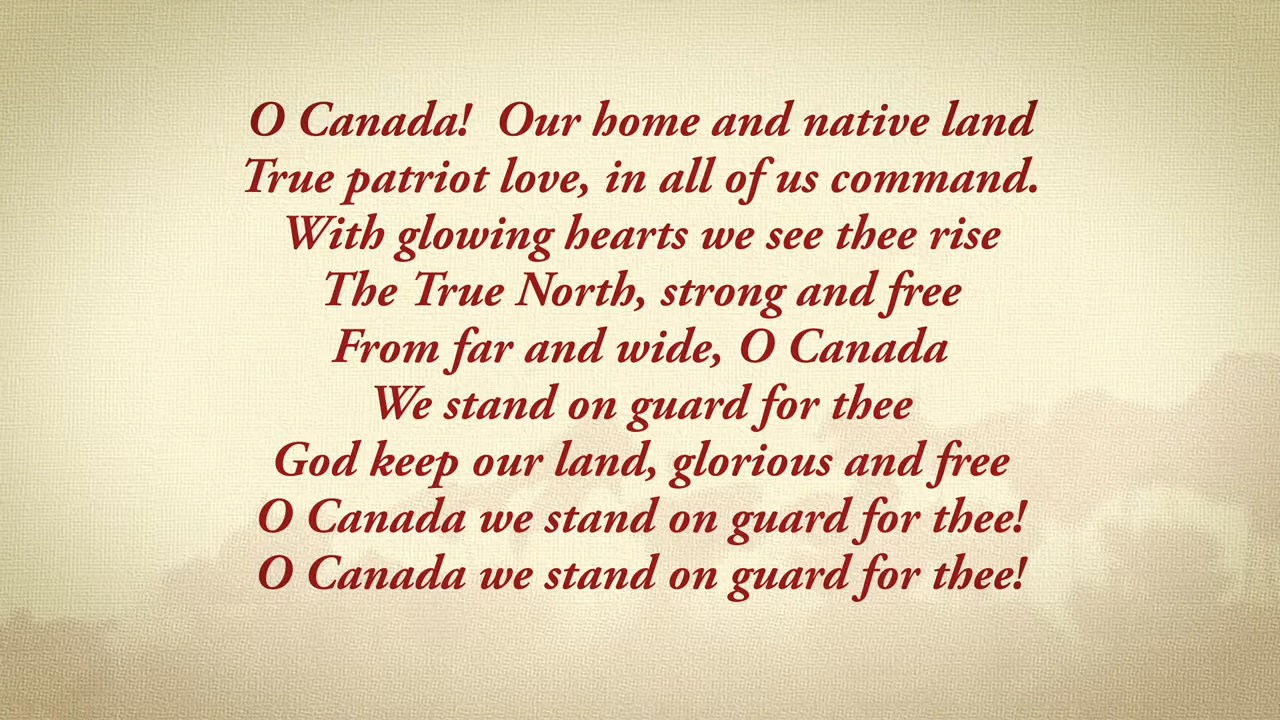 O Canada!  Our home and native land
True patriot love, in all of us command.
With glowing hearts we see thee rise
The True North, strong and free
From far and wide, O Canada
We stand on guard for thee
God keep our land, glorious and free
O Canada we stand on guard for thee!
O Canada we stand on guard for thee!